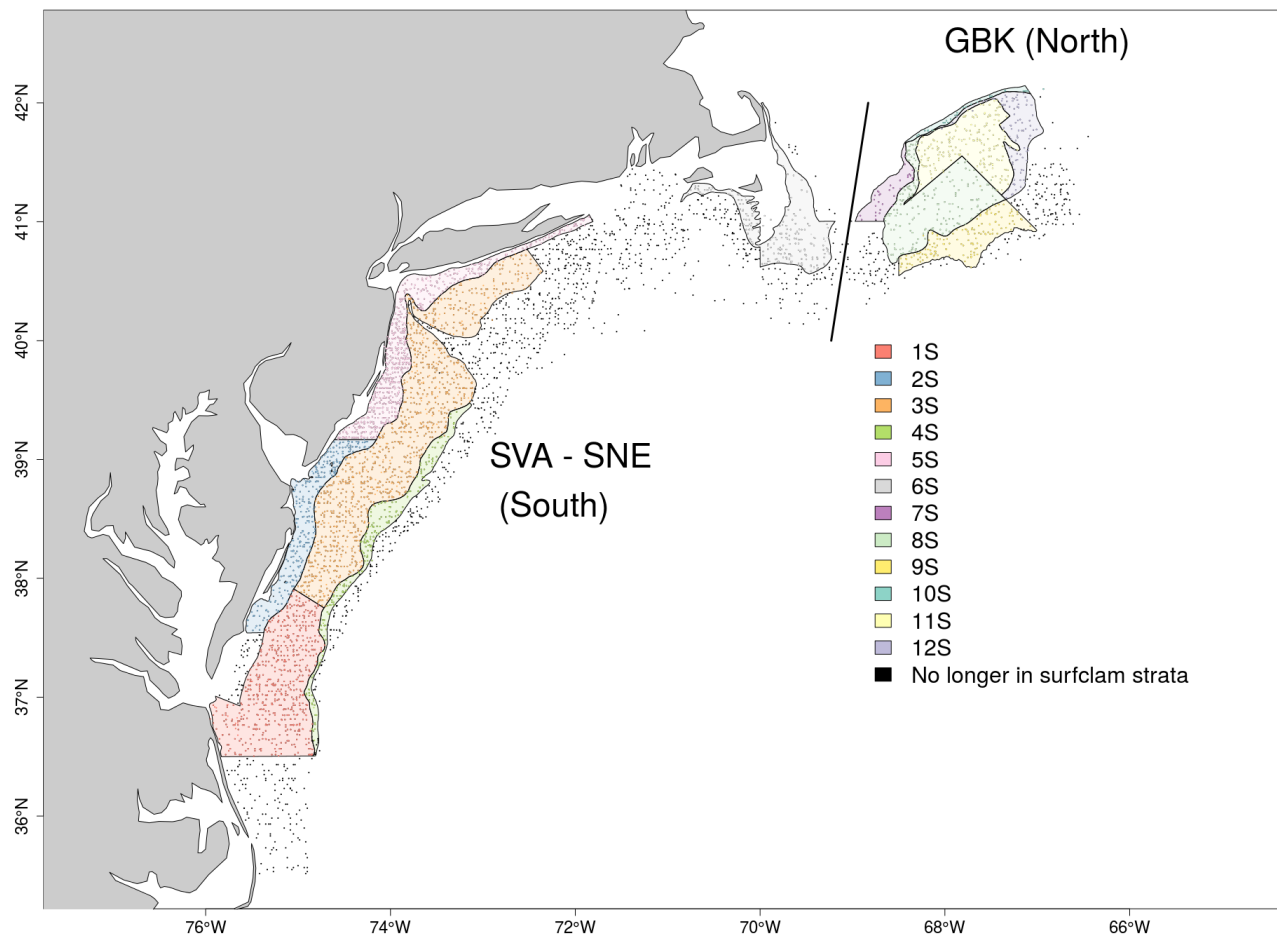 GBK (North)
42°N
41°N
40°N
39°N
38°N
37°N
36°N
SVA - SNE
(South)
1S
2S
3S
4S
5S
6S
7S
8S
9S
10S
11S
12S
No longer in surfclam strata
76°W
74°W
72°W
70°W
68°W
66°W